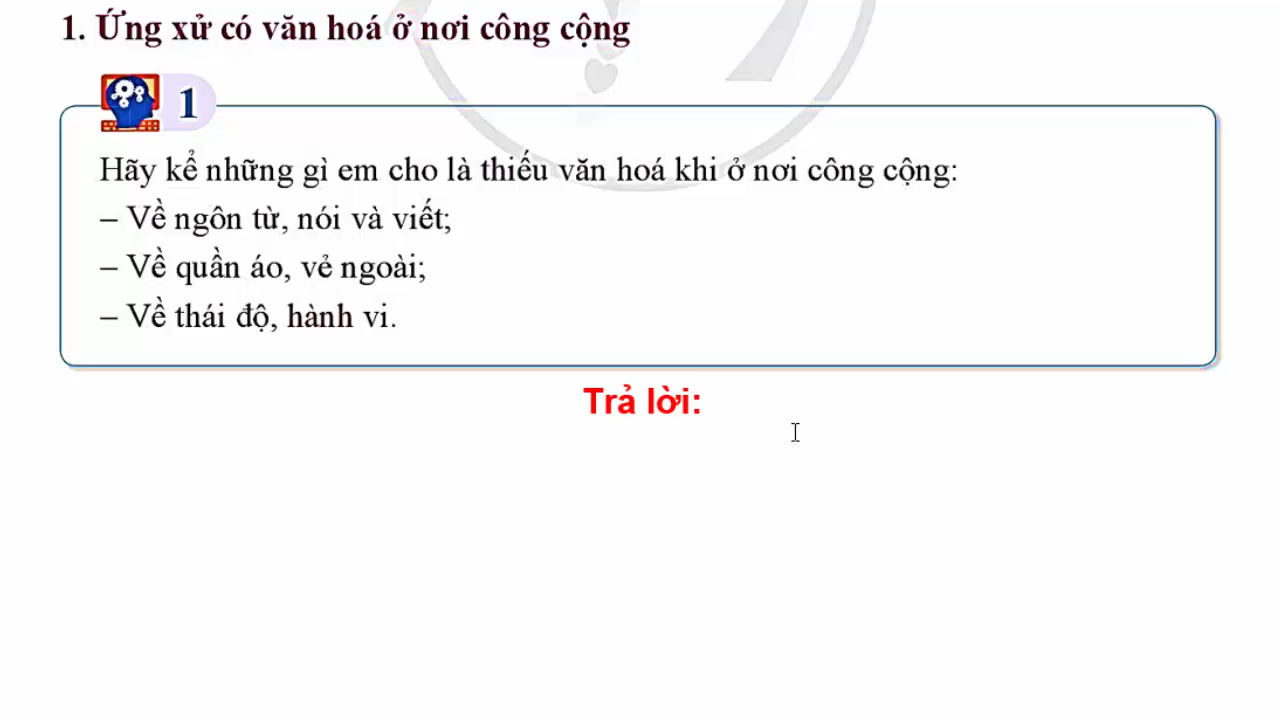 1. Ứng xử có văn hoá ở nơi công cộng
1
Hãy kể những gì em cho là thiếu văn hoá khi ở nơi công cộng:
– Về ngôn từ, nói và viết;
– Về quần áo, vẻ ngoài;
– Về thái độ, hành vi.
Trả lời: